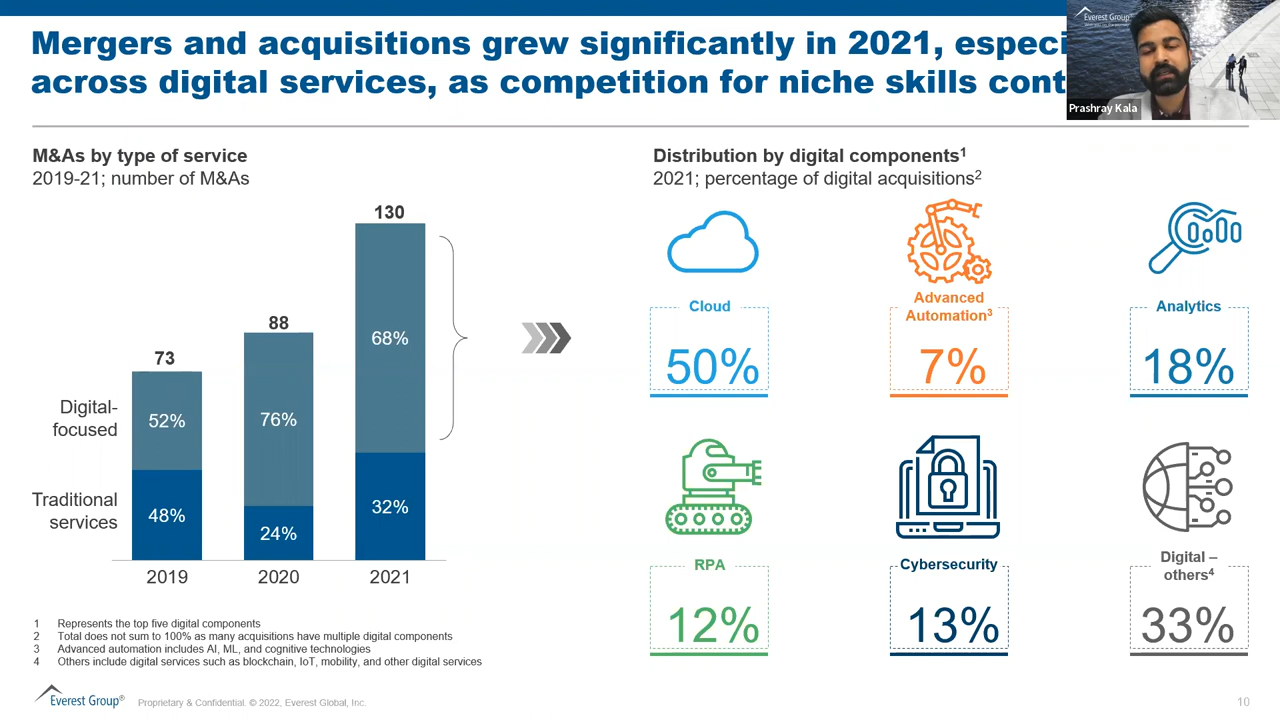 Mergers and acquisitions grew significantly in 2021, especi
across digital services, as competition for niche skills cont
Everest Group
Prashray Kala
M&As by type of service
2019-21; number of M&As
130
88
73
68%
Digital-
focused
52%
76%
Traditional
services
48%
24%
32%
2019
2020
2021
Distribution by digital components1
2021; percentage of digital acquisitions2
Cloud
50%
Advanced
Automation3
7%
Analytics
18%
RPA
12%
Cybersecurity
13%
Digital –
others4
33%
1 Represents the top five digital components
2 Total does not sum to 100% as many acquisitions have multiple digital components
3 Advanced automation includes AI, ML, and cognitive technologies
4 Others include digital services such as blockchain, IoT, mobility, and other digital services
Everest Group®
Proprietary & Confidential. © 2022, Everest Global, Inc.
10